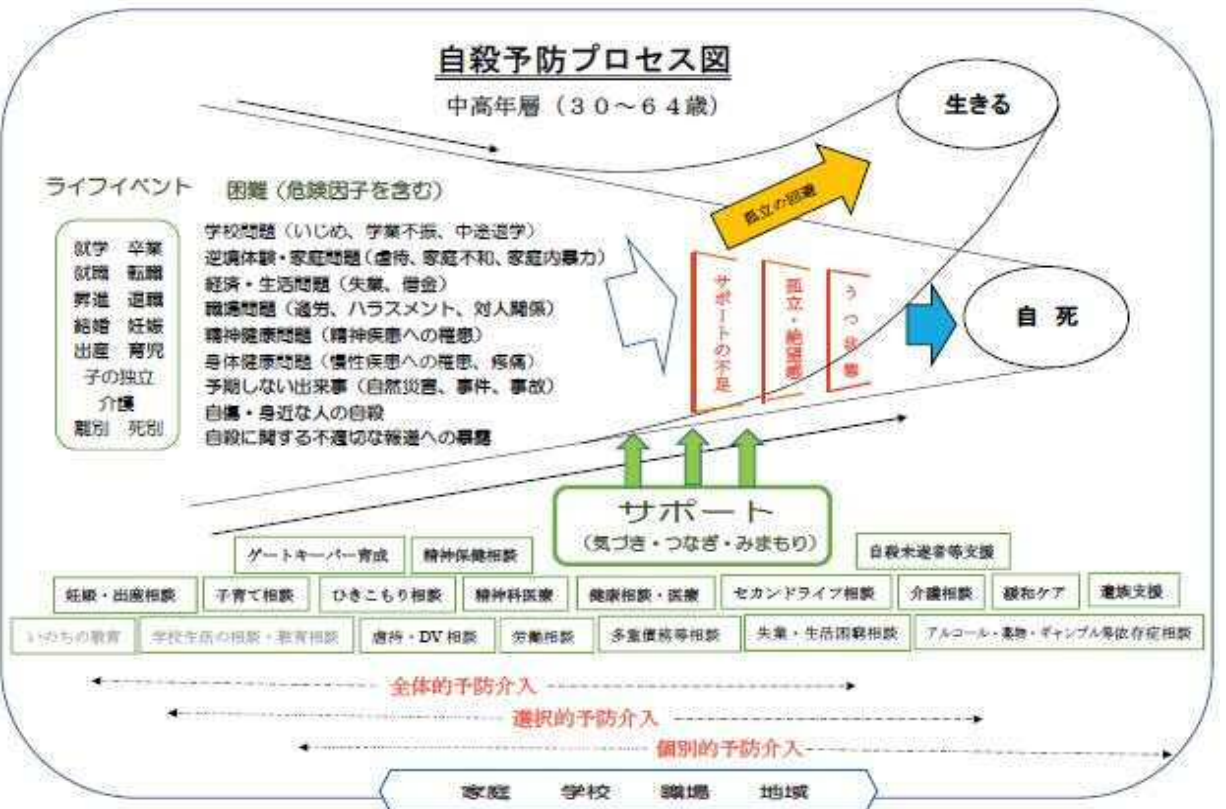 自殺予防プロセス図
中高年層（３０～６４歳）
生きる
孤立の回避
ライフイベント
困難（危険因子を含む）
就学 卒業
就職 転職
昇進 退職
結婚 妊娠
出産 育児
子の独立
介護
離別 死別
学校問題（いじめ、学業不振、中途退学）
逆境体験・家庭問題（虐待、家庭不和、家庭内暴力）
経済・生活問題（失業、借金）
職場問題（過労、ハラスメント、対人関係）
精神健康問題（精神疾患への罹患）
身体健康問題（慢性疾患への罹患、疼痛）
予期しない出来事（自然災害、事件、事故）
自傷・身近な人の自殺
自殺に関する不適切な報道への暴露
サポートの不足
孤立・絶望感
うつ状態
自 死
サポート
（気づき・つなぎ・みまもり）
ゲートキーパー育成
精神保健相談
自殺未遂者等支援
妊娠・出産相談
子育て相談
ひきこもり相談
精神科医療
健康相談・医療
セカンドライフ相談
介護相談
緩和ケア
遺族支援
いのちの教育
学校生活の相談・教育相談
虐待・DV 相談
労働相談
多重債務等相談
失業・生活困窮相談
アルコール・薬物・ギャンブル等依存症相談
全体的予防介入
選択的予防介入
個別的予防介入
家庭 学校 職場 地域